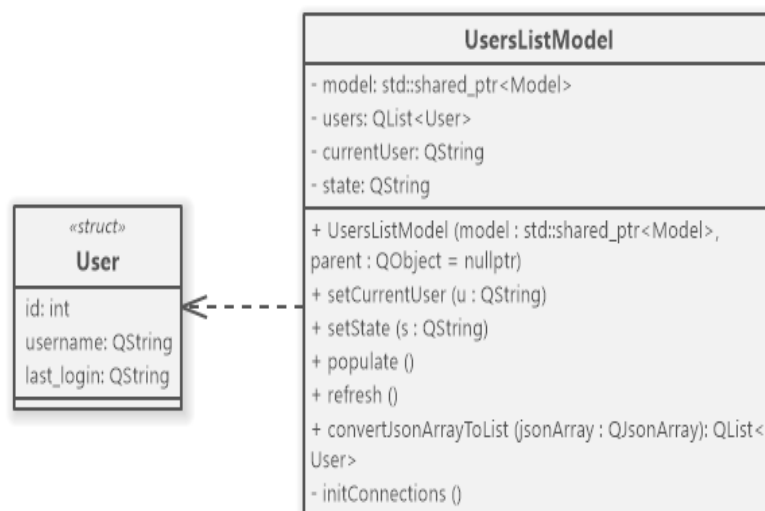 «struct»
User
id: int
username: QString
last_login: QString
UsersListModel
- model: std::shared_ptr<Model>
- users: QList<User>
- currentUser: QString
- state: QString
+ UsersListModel (model : std::shared_ptr<Model>,
parent : QObject = nullptr)
+ setCurrentUser (u : QString)
+ setState (s : QString)
+ populate ()
+ refresh ()
+ convertJsonArrayToList (jsonArray : QJsonArray): QList<
User>
- initConnections ()